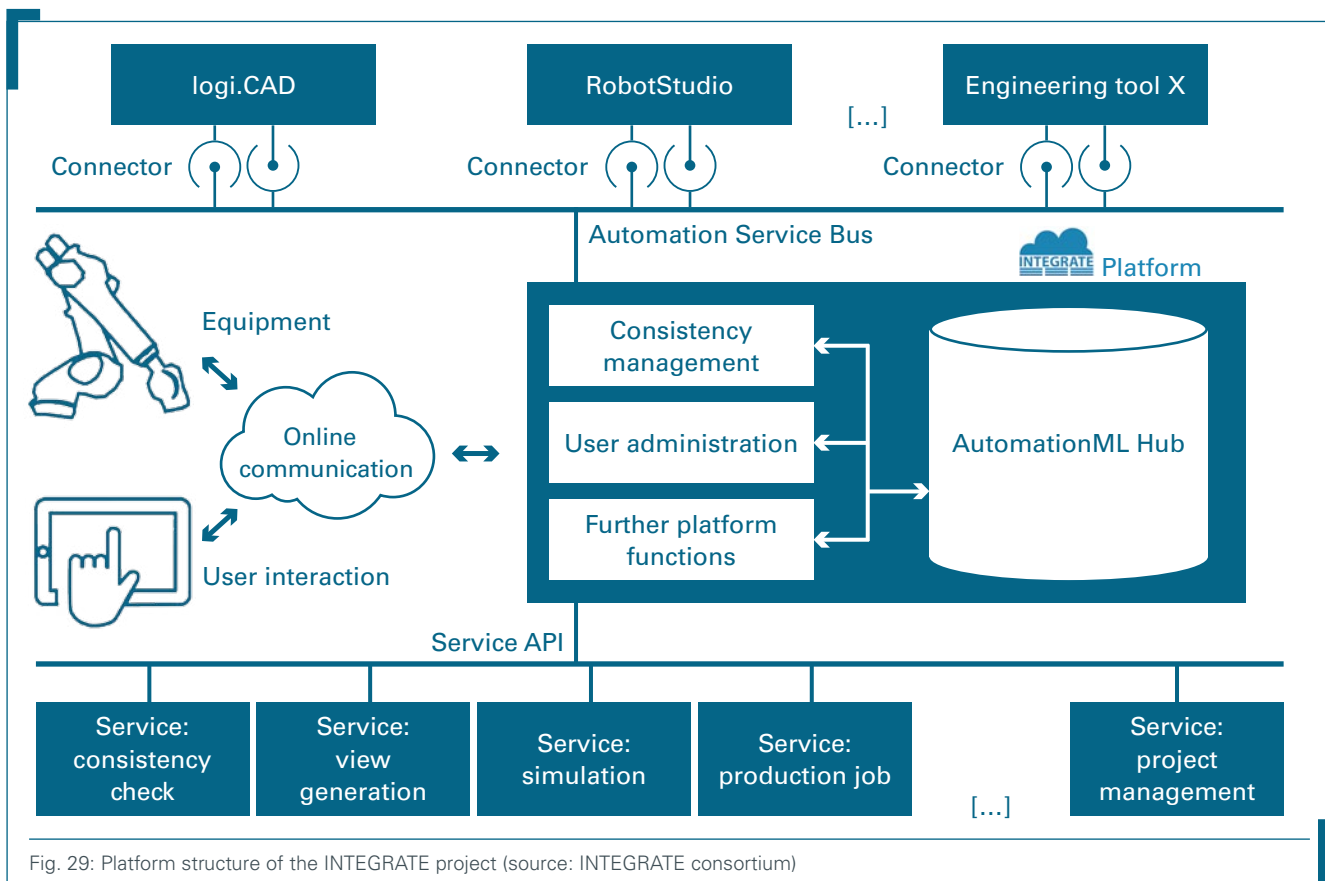 logi.CAD
RobotStudio
Engineering tool X
[...]
Connector
Connector
Connector
Automation Service Bus
INTEGRATE
Platform
Equipment
Consistency
management
Online
communication
User administration
AutomationML Hub
Further platform
functions
User interaction
Service API
Service:
consistency
check
Service:
view
generation
Service:
simulation
Service:
production job
[...]
Service:
project
management
Fig. 29: Platform structure of the INTEGRATE project (source: INTEGRATE consortium)